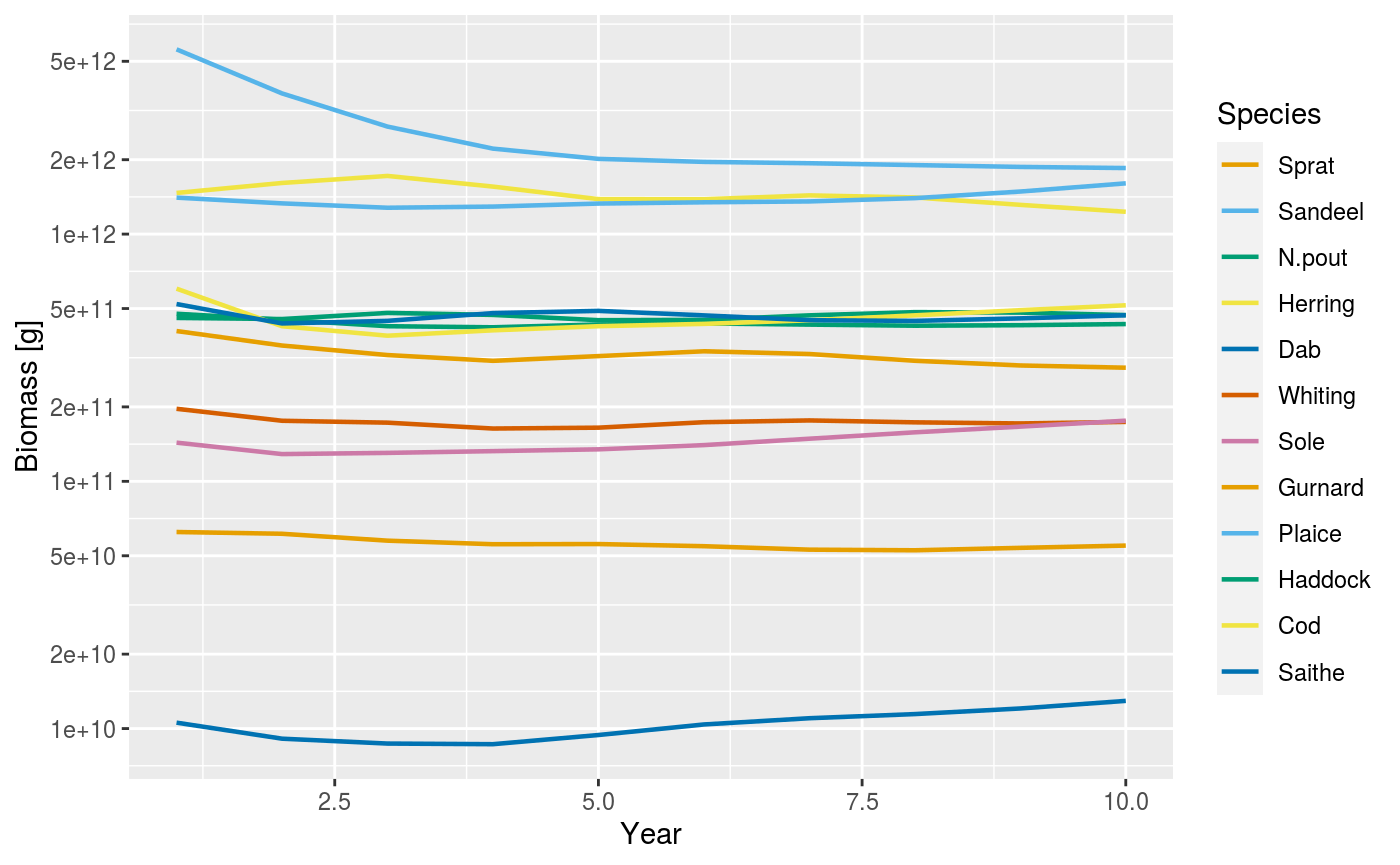 5e+12
2e+12
1e+12
5e+11
2e+11
1e+11
5e+10
2e+10
1e+10
Biomass [g]
2.5
5.0
7.5
10.0
Year
Species
Sprat
Sandeel
N.pout
Herring
Dab
Whiting
Sole
Gurnard
Plaice
Haddock
Cod
Saithe